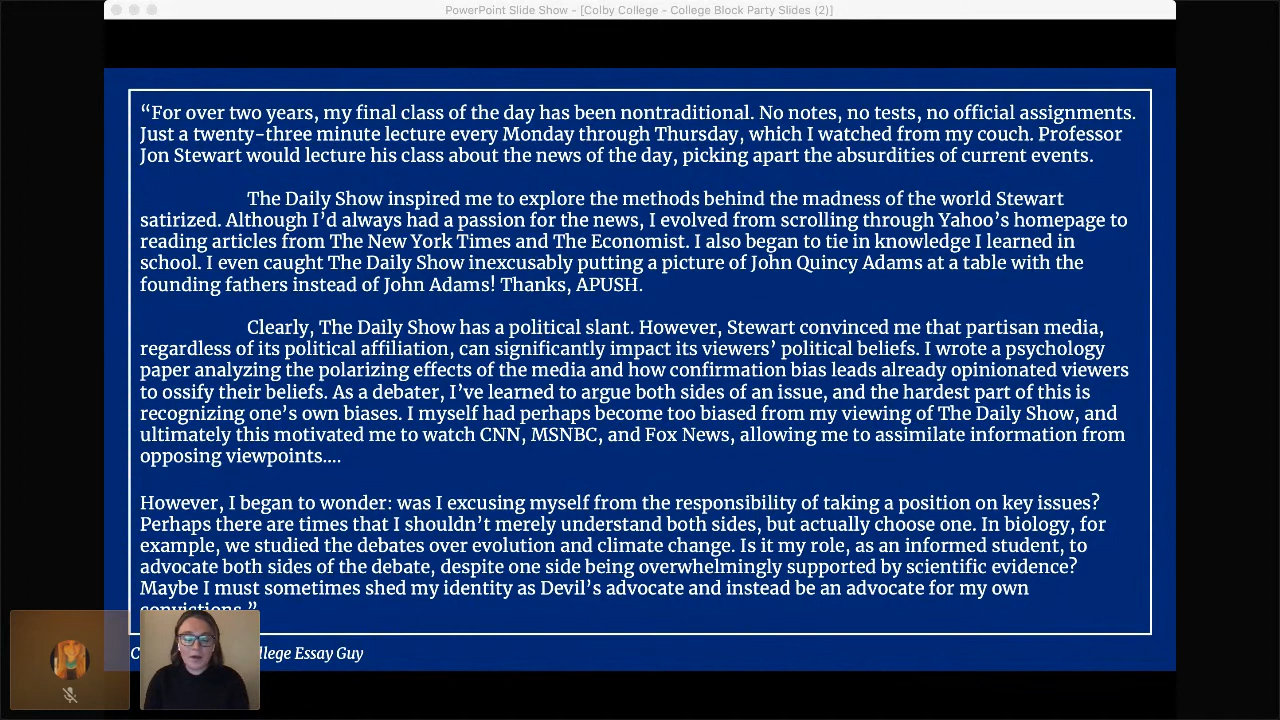 PowerPoint Slide Show - [Colby College - College Block Party Slides (2)]
“For over two years, my final class of the day has been nontraditional. No notes, no tests, no official assignments.
Just a twenty-three minute lecture every Monday through Thursday, which I watched from my couch. Professor
Jon Stewart would lecture his class about the news of the day, picking apart the absurdities of current events.
The Daily Show inspired me to explore the methods behind the madness of the world Stewart
satirized. Although I’d always had a passion for the news, I evolved from scrolling through Yahoo’s homepage to
reading articles from The New York Times and The Economist. I also began to tie in knowledge I learned in
school. I even caught The Daily Show inexcusably putting a picture of John Quincy Adams at a table with the
founding fathers instead of John Adams! Thanks, APUSH.
Clearly, The Daily Show has a political slant. However, Stewart convinced me that partisan media,
regardless of its political affiliation, can significantly impact its viewers’ political beliefs. I wrote a psychology
paper analyzing the polarizing effects of the media and how confirmation bias leads already opinionated viewers
to ossify their beliefs. As a debater, I’ve learned to argue both sides of an issue, and the hardest part of this is
recognizing one’s own biases. I myself had perhaps become too biased from my viewing of The Daily Show, and
ultimately this motivated me to watch CNN, MSNBC, and Fox News, allowing me to assimilate information from
opposing viewpoints....
However, I began to wonder: was I excusing myself from the responsibility of taking a position on key issues?
Perhaps there are times that I shouldn’t merely understand both sides, but actually choose one. In biology, for
example, we studied the debates over evolution and climate change. Is it my role, as an informed student, to
advocate both sides of the debate, despite one side being overwhelmingly supported by scientific evidence?
Maybe I must sometimes shed my identity as Devil’s advocate and instead be an advocate for my own
convictions.”
Essay Guy